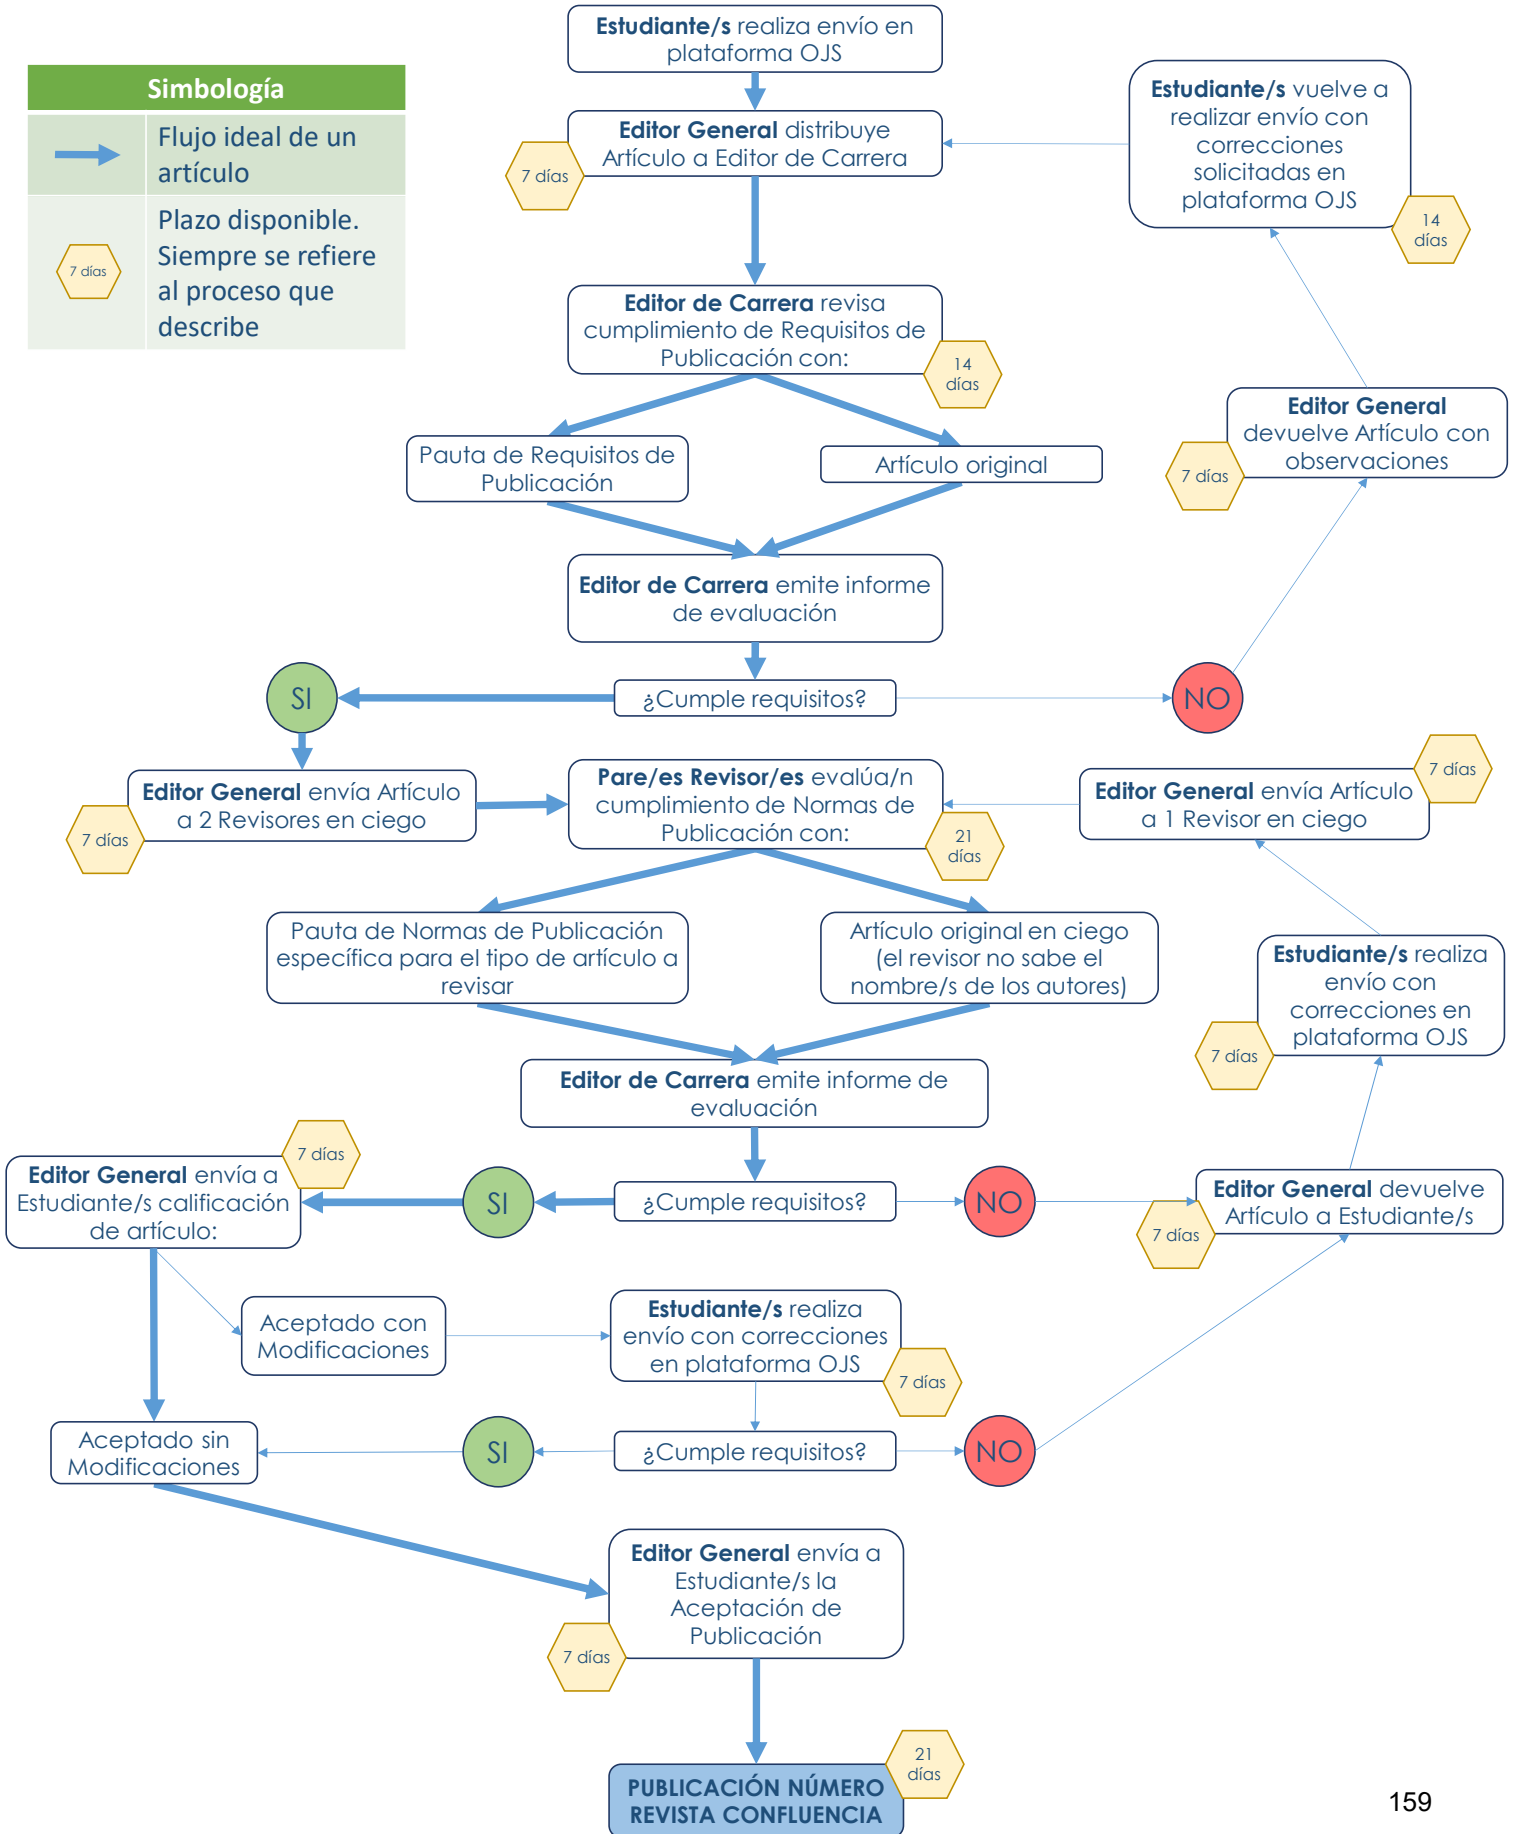 Estudiante/s realiza envío en
plataforma OJS
Simbología
Flujo ideal de un
artículo
7 días
Plazo disponible.
Siempre se refiere
al proceso que
describe
Editor General distribuye
Artículo a Editor de Carrera
7 días
Estudiante/s vuelve a
realizar envío con
correcciones
solicitadas en
plataforma OJS
14
días
Editor de Carrera revisa
cumplimiento de Requisitos de
Publicación con:
14
días
Pauta de Requisitos de
Publicación
Artículo original
Editor General
devuelve Artículo con
observaciones
7 días
Editor de Carrera emite informe
de evaluación
SI
¿Cumple requisitos?
NO
Editor General envía Artículo
a 2 Revisores en ciego
7 días
Pare/es Revisor/es evalúa/n
cumplimiento de Normas de
Publicación con:
21
días
Editor General envía Artículo
a 1 Revisor en ciego
7 días
Pauta de Normas de Publicación
específica para el tipo de artículo a
revisar
Artículo original en ciego
(el revisor no sabe el
nombre/s de los autores)
Estudiante/s realiza
envío con
correcciones en
plataforma OJS
7 días
Editor de Carrera emite informe de
evaluación
Editor General envía a
Estudiante/s calificación
de artículo:
7 días
SI
¿Cumple requisitos?
NO
Editor General devuelve
Artículo a Estudiante/s
7 días
Aceptado con
Modificaciones
Estudiante/s realiza
envío con correcciones
en plataforma OJS
7 días
Aceptado sin
Modificaciones
SI
¿Cumple requisitos?
NO
Editor General envía a
Estudiante/s la
Aceptación de
Publicación
7 días
21
días
PUBLICACIÓN NÚMERO
REVISTA CONFLUENCIA
159